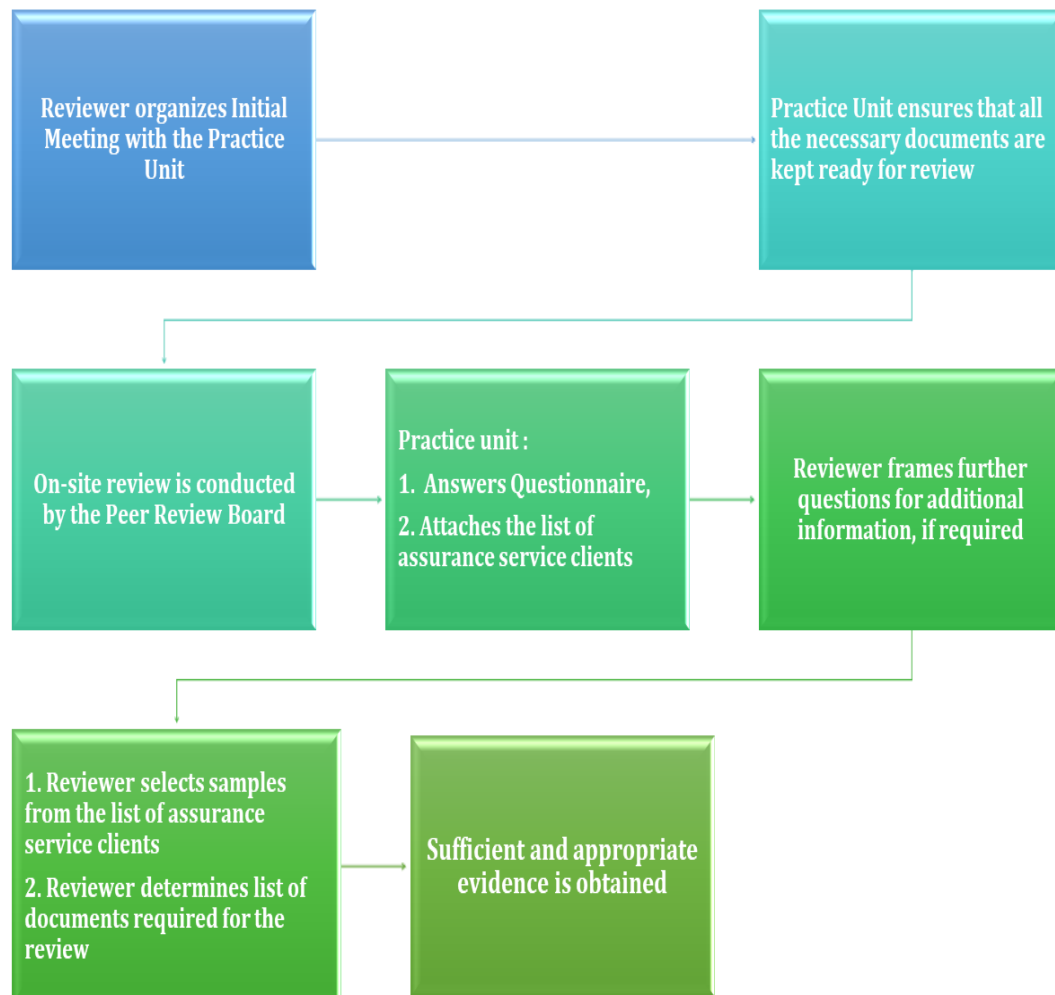 Reviewer organizes Initial
Meeting with the Practice
Unit
Practice Unit ensures that all
the necessary documents are
kept ready for review
On-site review is conducted
by the Peer Review Board
Practice unit :
1. Answers Questionnaire,
2. Attaches the list of
assurance service clients
Reviewer frames further
questions for additional
information, if required
1. Reviewer selects samples
from the list of assurance
service clients
2. Reviewer determines list of
documents required for the
review
Sufficient and appropriate
evidence is obtained